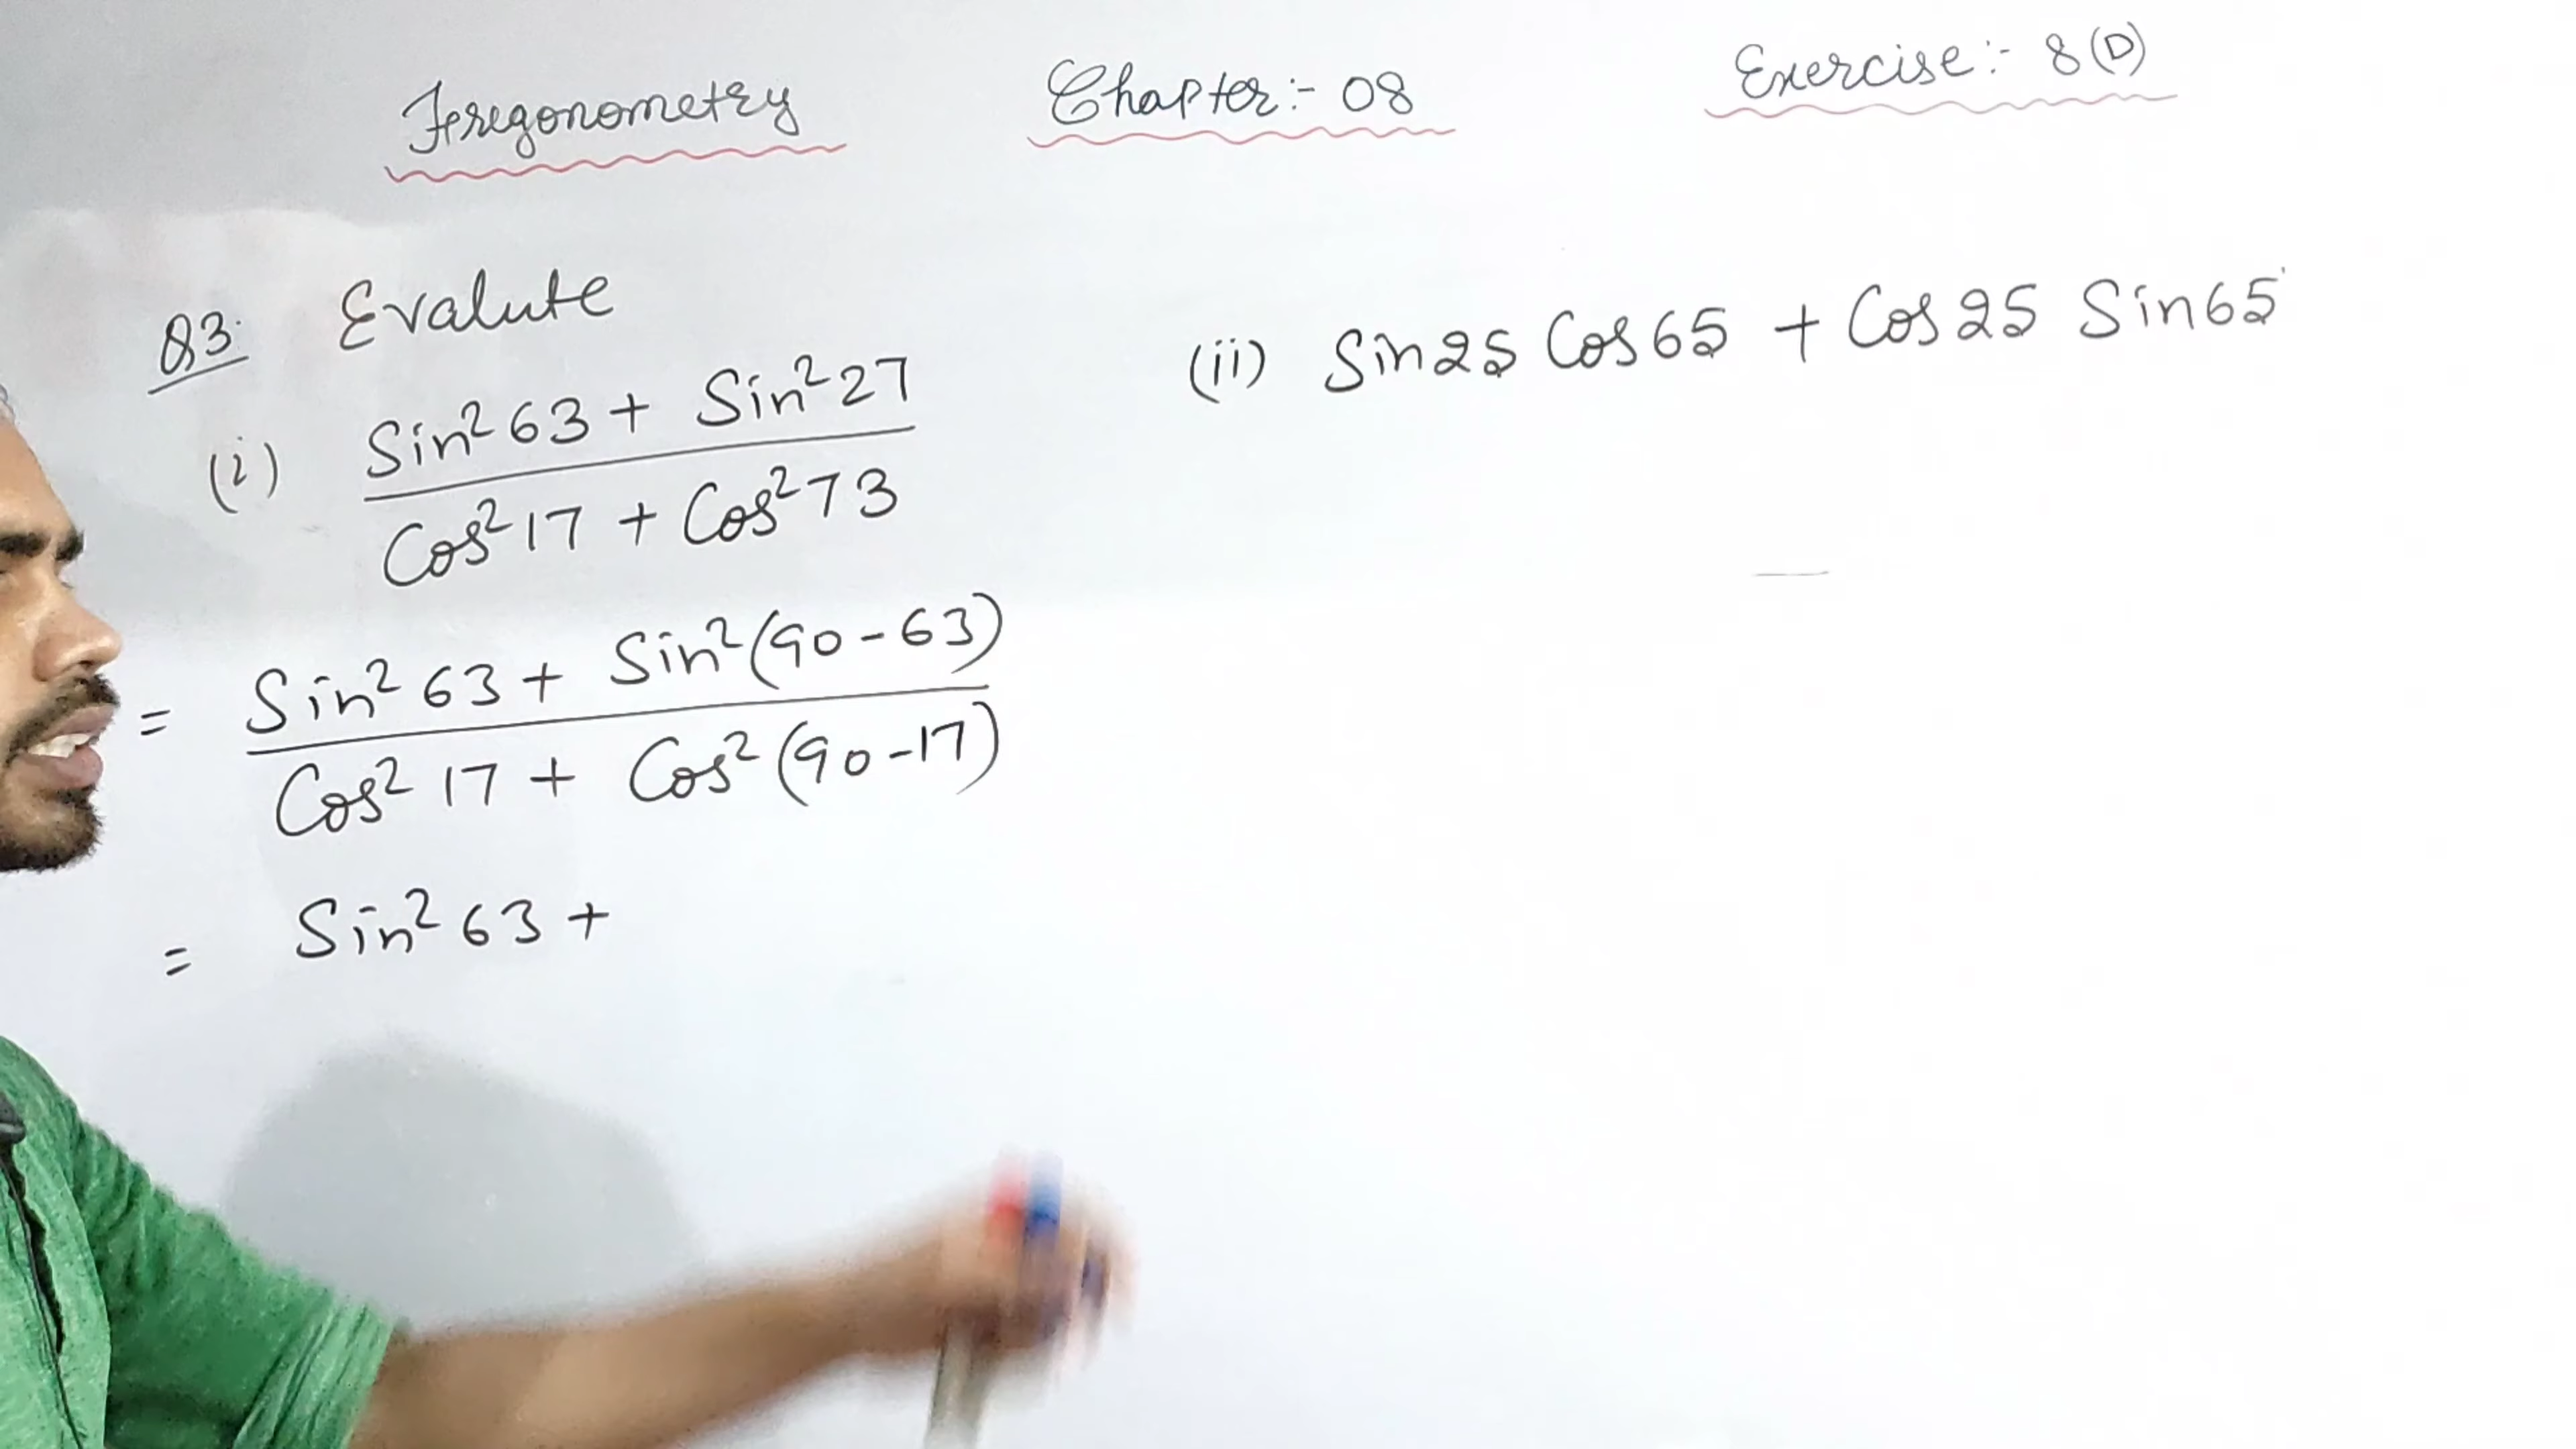 Tregonometry Chapter:- 08 Exercise:- 8(D)
Q3. Evalute
(i) Sin²63 + Sin²27
Cos²17 + Cos²73
(ii) Sin25 Cos65 + Cos25 Sin65
= Sin²63 + Sin²(90-63)
Cos²17 + Cos²(90-17)
= Sin²63 +